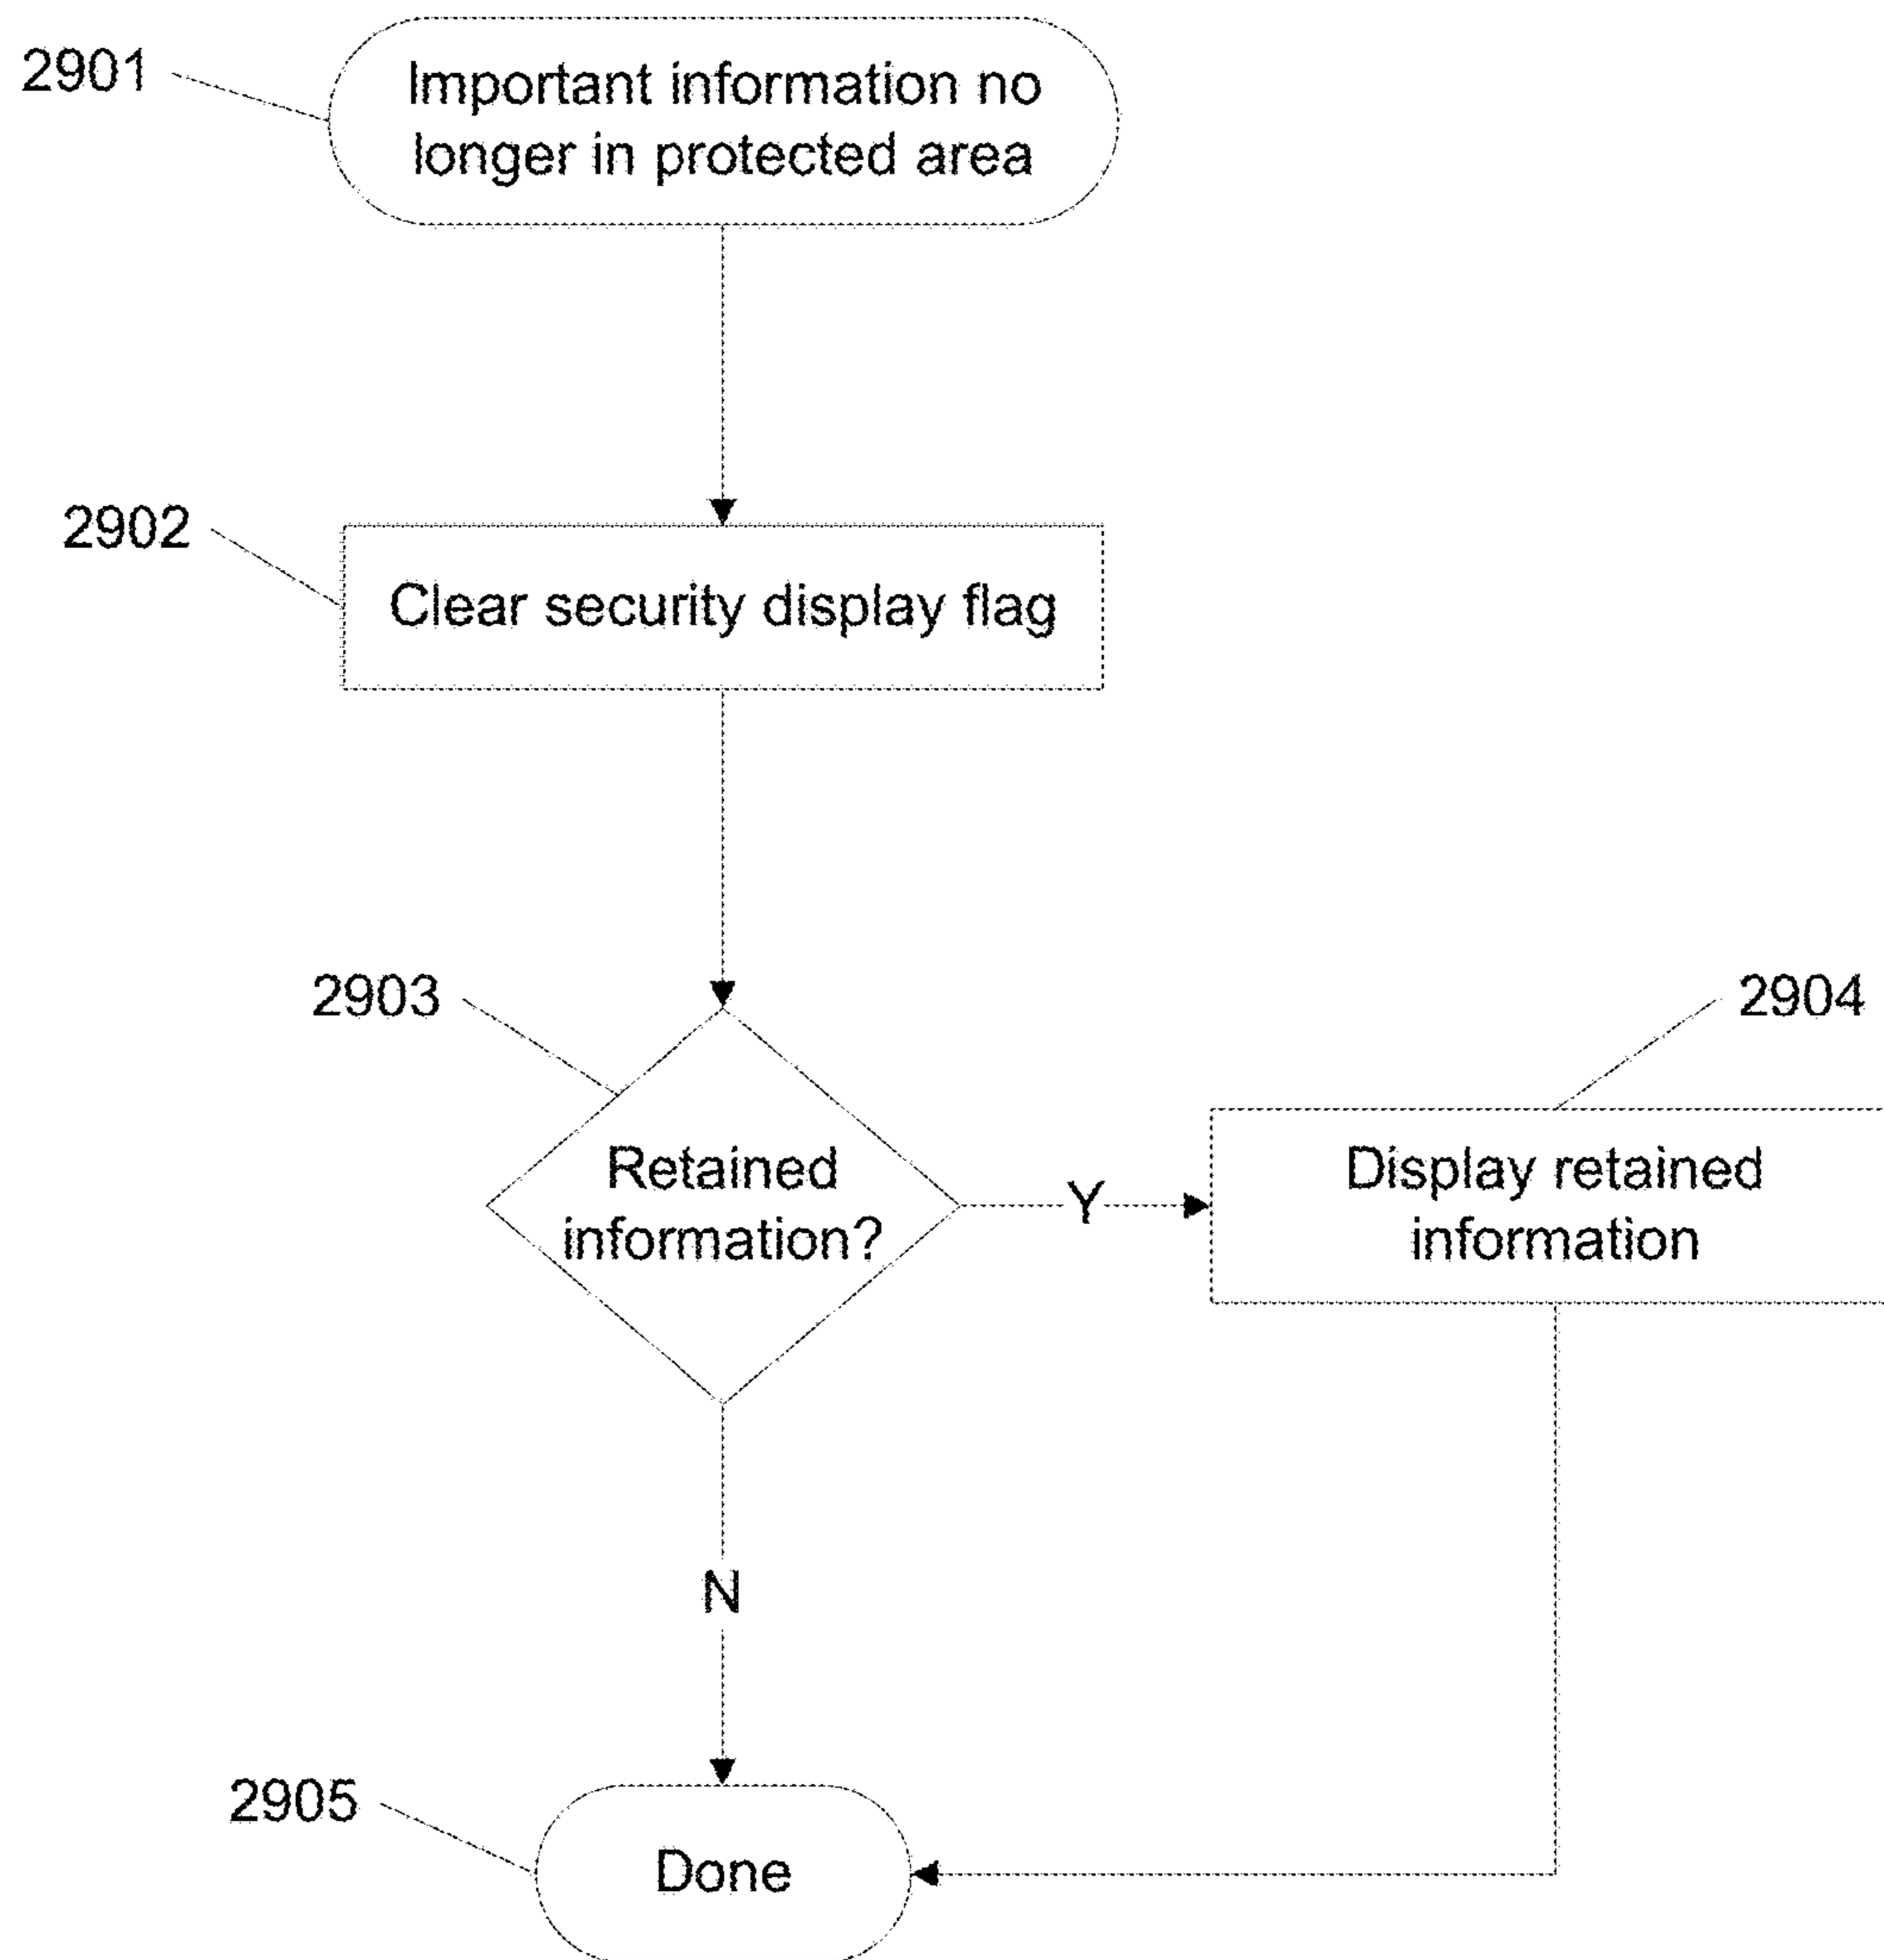 2901
Important information no
longer in protected area
2902
Clear security display flag
2903
2904
Retained
information?
Y
Display retained
information
N
2905
Done